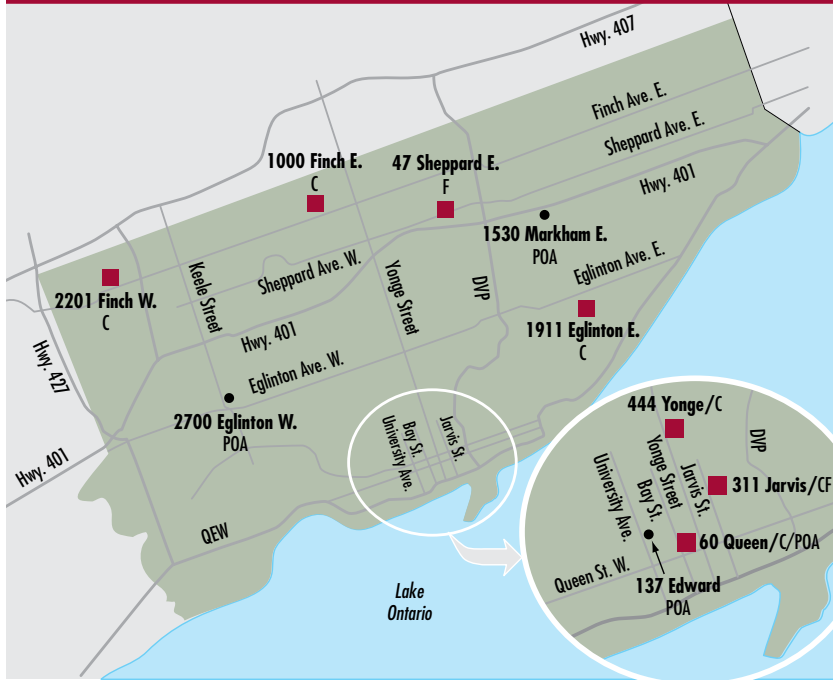 Hwy. 407
Finch Ave. E.
Sheppard Ave. E.
1000 Finch E.
C
47 Sheppard E.
F
Hwy. 401
1530 Markham E.
POA
Keele Street
Sheppard Ave. W.
Yonge Street
DVP
Eglinton Ave. E.
2201 Finch W.
C
1911 Eglinton E.
C
Hwy. 401
Hwy. 427
Eglinton Ave. W.
2700 Eglinton W.
POA
Bay St.
University Ave.
Jarvis St.
Hwy. 401
QEW
Lake
Ontario
444 Yonge/C
DVP
University Ave.
Yonge Street
Bay St.
Jarvis St.
311 Jarvis/CF
60 Queen/C/POA
Queen St. W.
137 Edward
POA